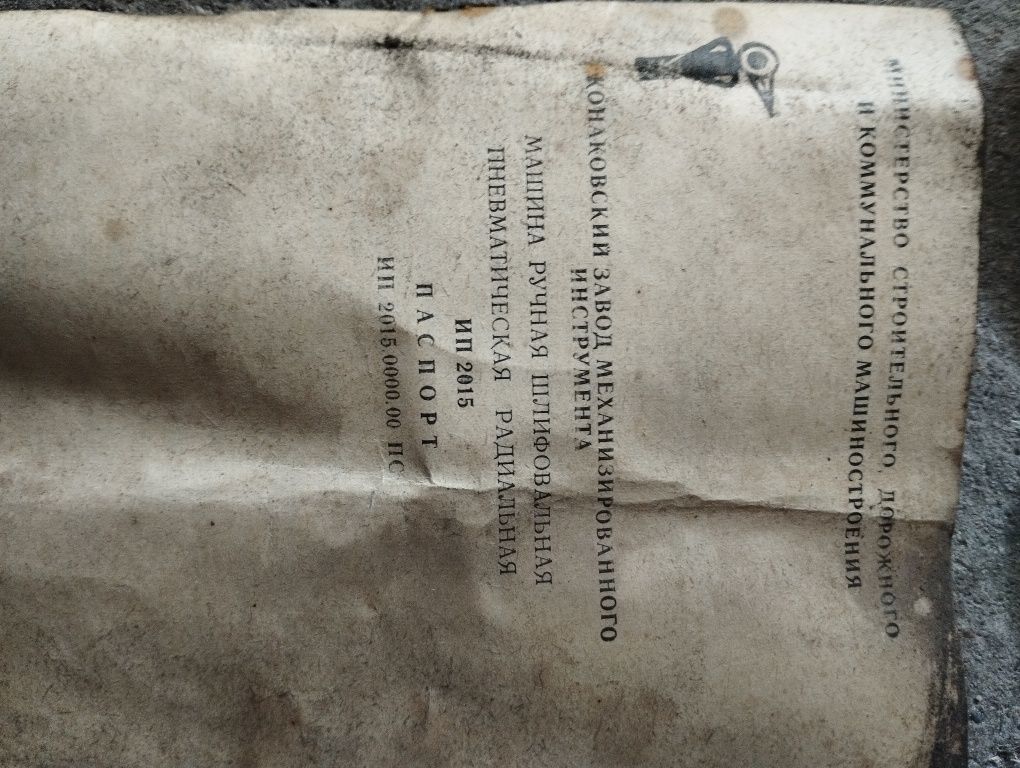 МИНИСТЕРСТВО СТРОИТЕЛЬНОГО, ДОРОЖНОГО
И КОММУНАЛЬНОГО МАШИНОСТРОЕНИЯ
КОНАКОВСКИЙ ЗАВОД МЕХАНИЗИРОВАННОГО
ИНСТРУМЕНТА
МАШИНА РУЧНАЯ ШЛИФОВАЛЬНАЯ
ПНЕВМАТИЧЕСКАЯ РАДИАЛЬНАЯ
ИП 2015
ПАСПОРТ
ИП 2015.0000.00 ПС